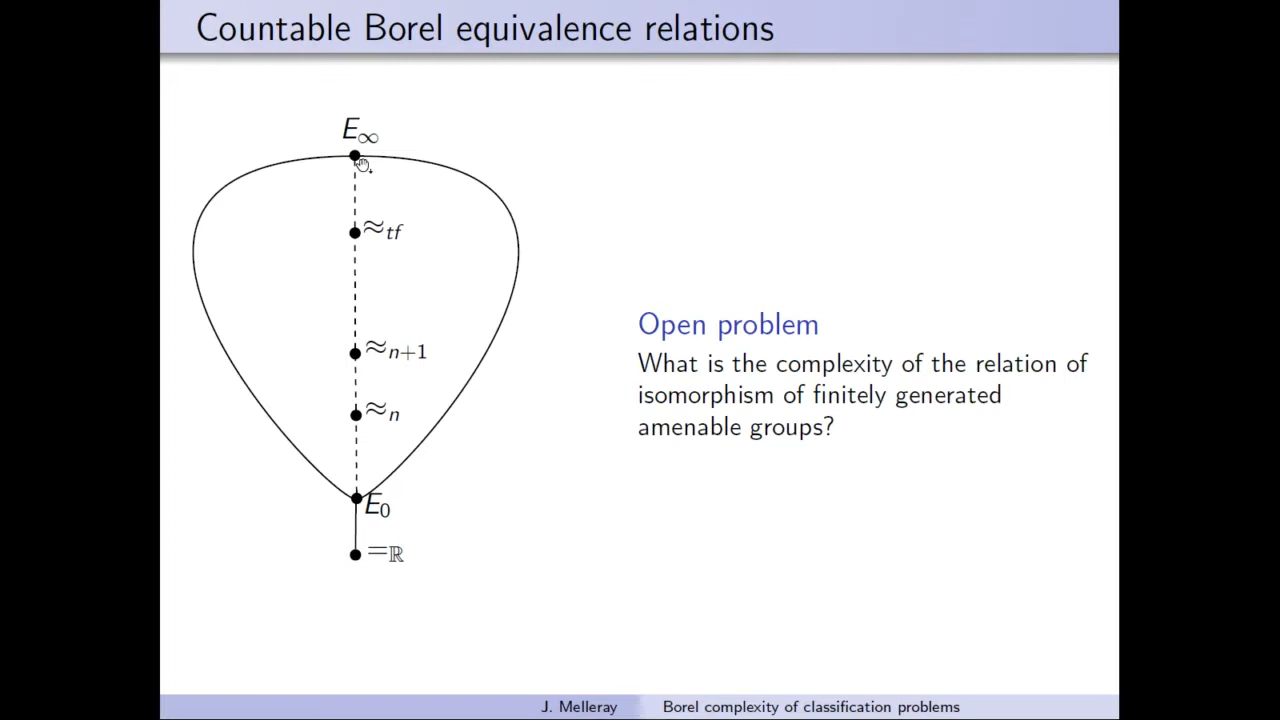 Countable Borel equivalence relations
E∞
≈tf
≈n+1
≈n
E0
=ℝ
Open problem
What is the complexity of the relation of
isomorphism of finitely generated
amenable groups?
J. Melleray Borel complexity of classification problems